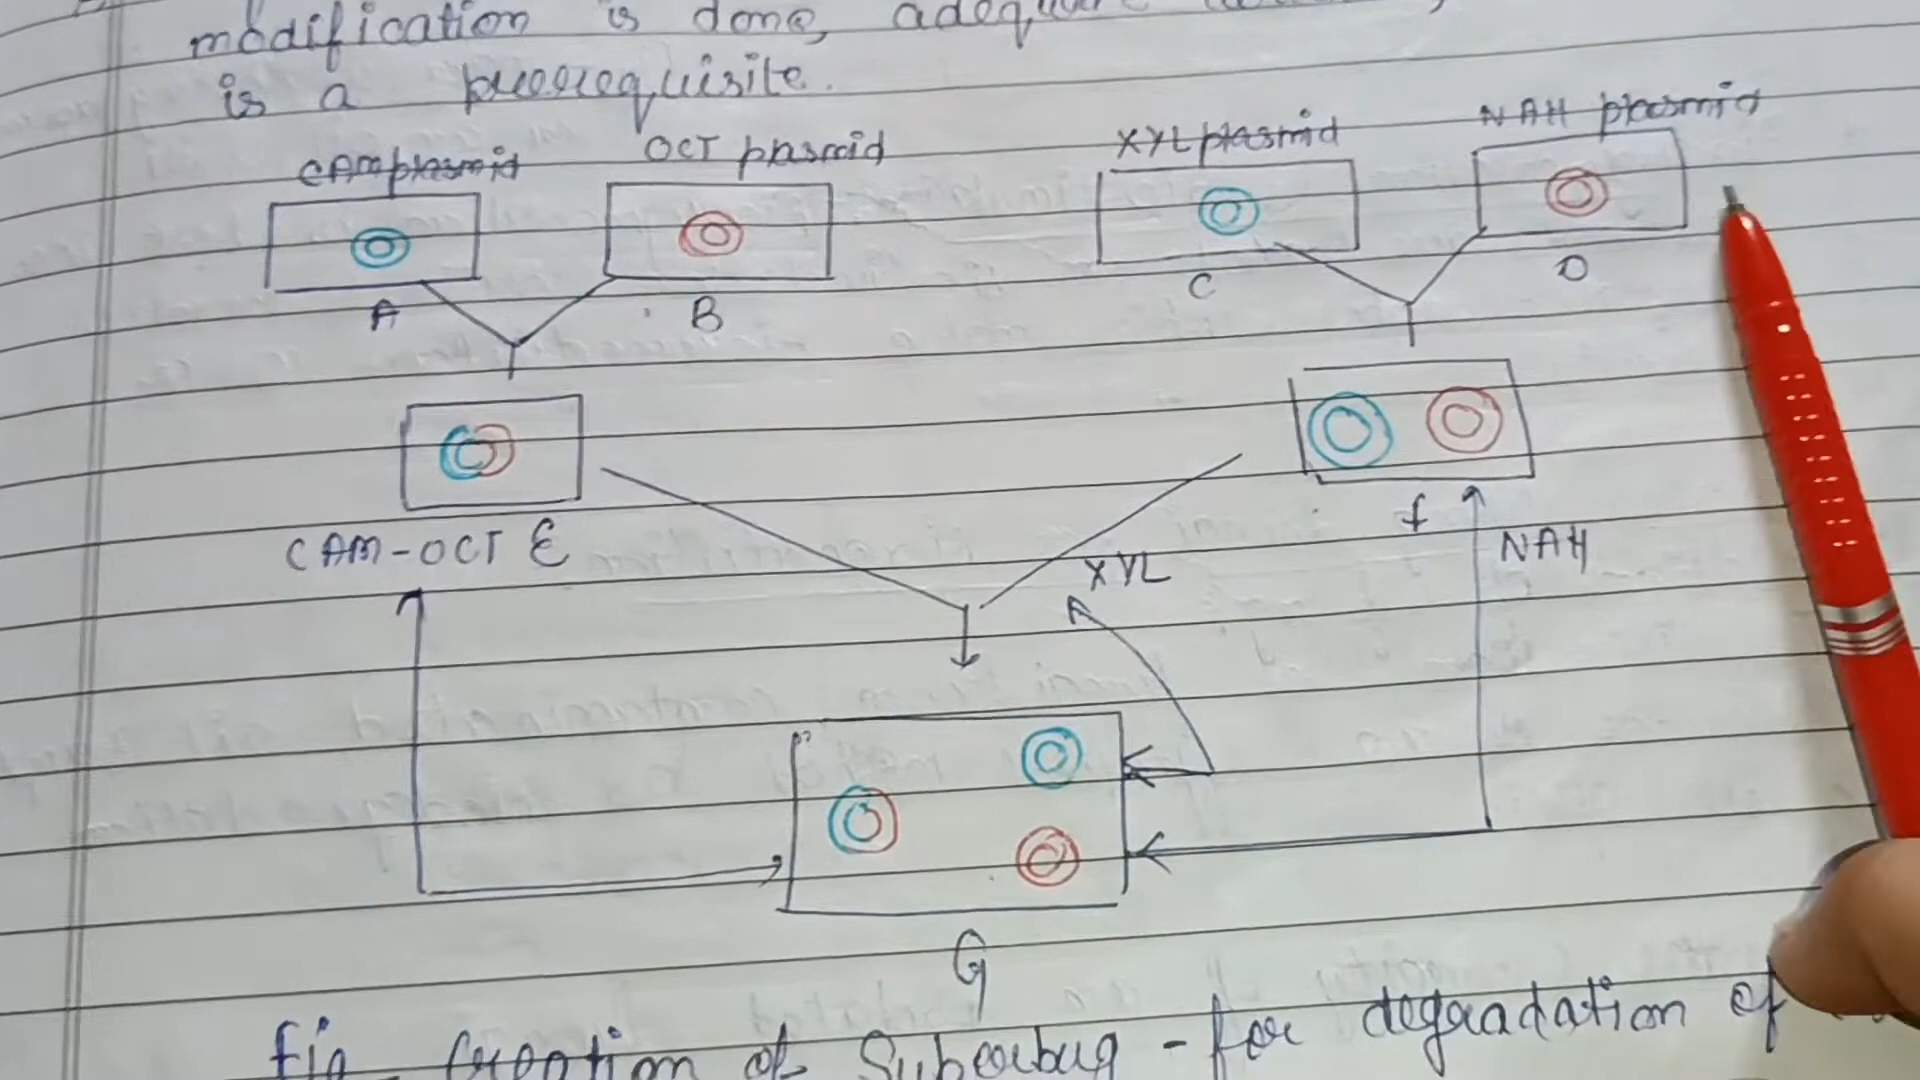 modification is done, adequate
is a prerequisite.
CAM plasmid
OCT plasmid
XYL plasmid
NAH plasmid
A
B
C
D
CAM-OCT E
f
XYL
NAH
G
fig- Creation of Superbug - for degradation of